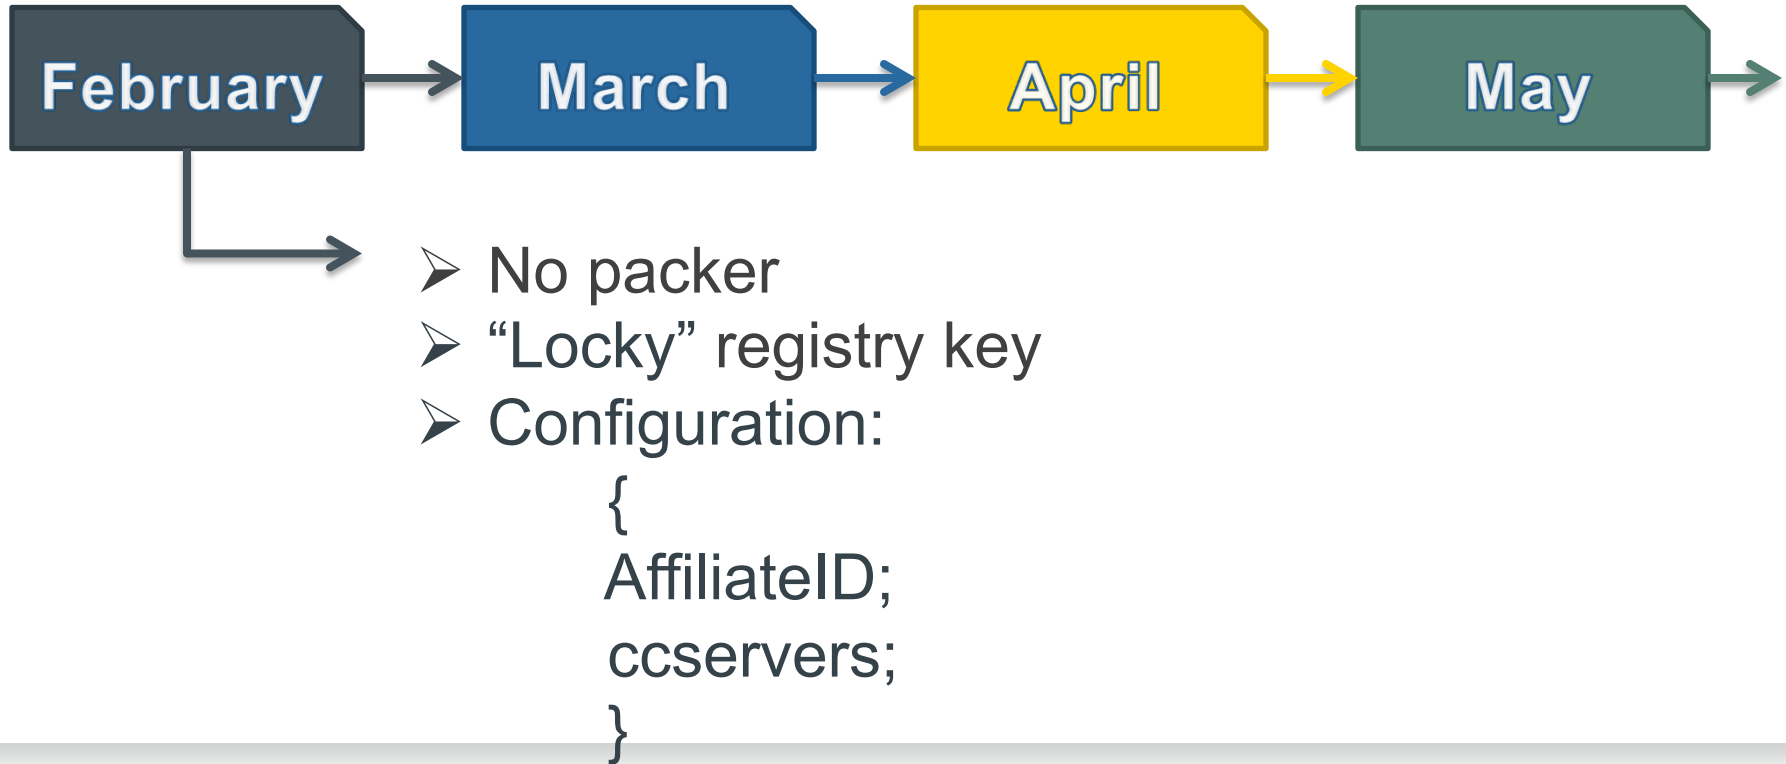 February
March
April
May
➢ No packer
➢ “Locky” registry key
➢ Configuration:
{
AffiliateID;
ccservers;
}